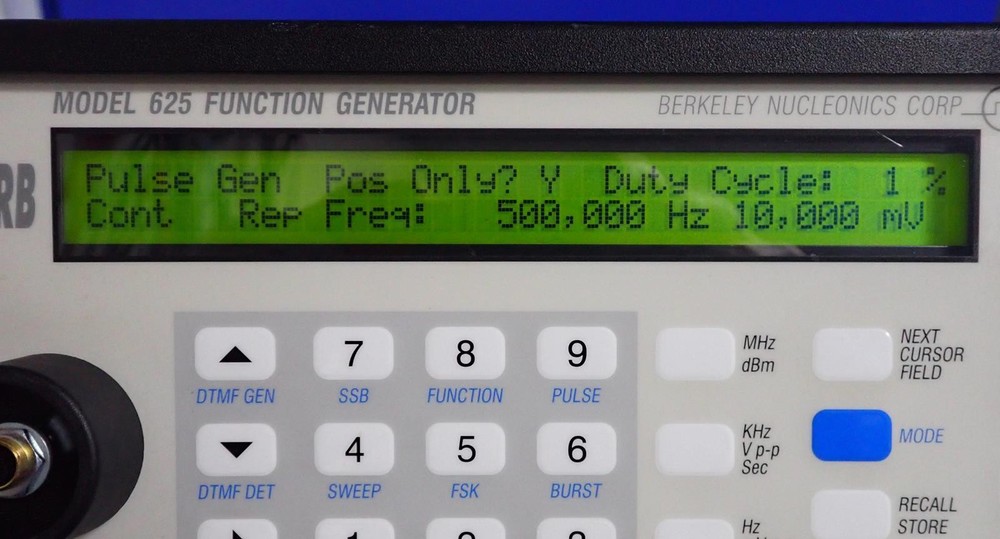 MODEL 625 FUNCTION GENERATOR
BERKELEY NUCLEONICS CORP
RB
Pulse Gen Pos Only? Y Duty Cycle: 1 %
Cont Rep Freq: 500,000 Hz 10,000 mV
7 8 9
DTMF GEN SSB FUNCTION PULSE
MHz
dBm
NEXT
CURSOR
FIELD
4 5 6
DTMF DET SWEEP FSK BURST
KHz
V p-p
Sec
MODE
Hz
RECALL
STORE